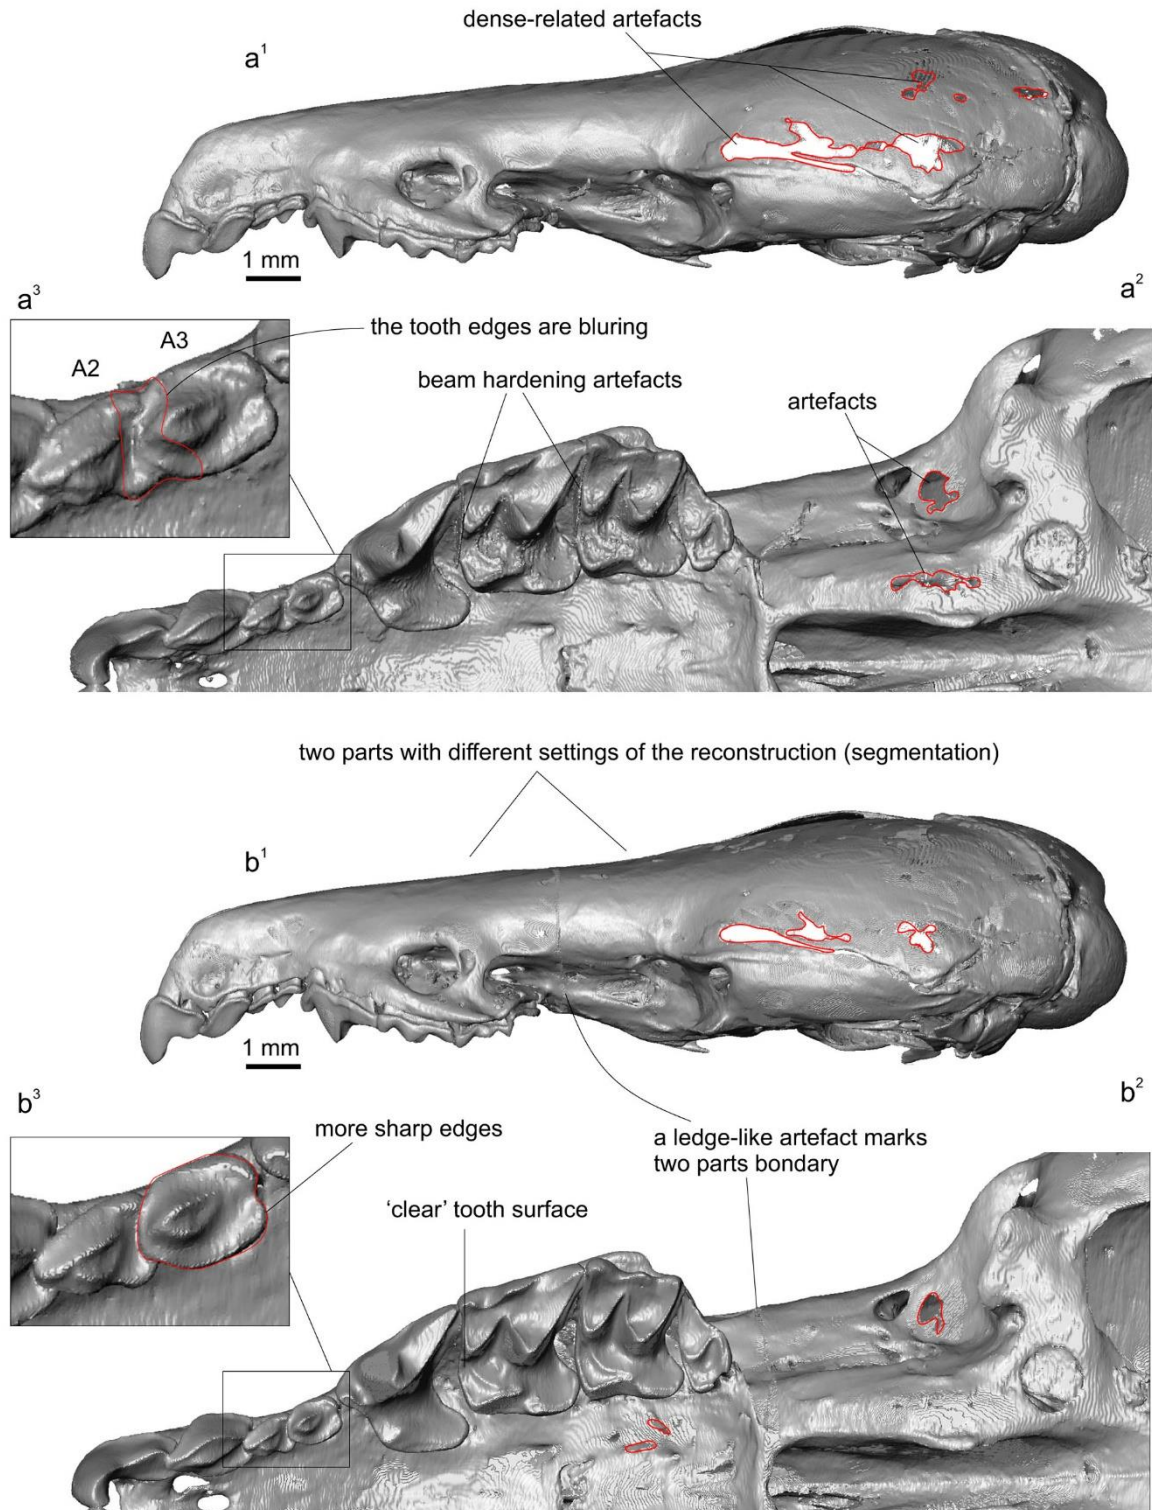 dense-related artefacts
a1
1 mm
a3
a2
the tooth edges are bluring
A3
A2
beam hardening artefacts
artefacts
two parts with different settings of the reconstruction (segmentation)
b1
1 mm
b3
b2
more sharp edges
a ledge-like artefact marks
two parts bondary
‘clear’ tooth surface